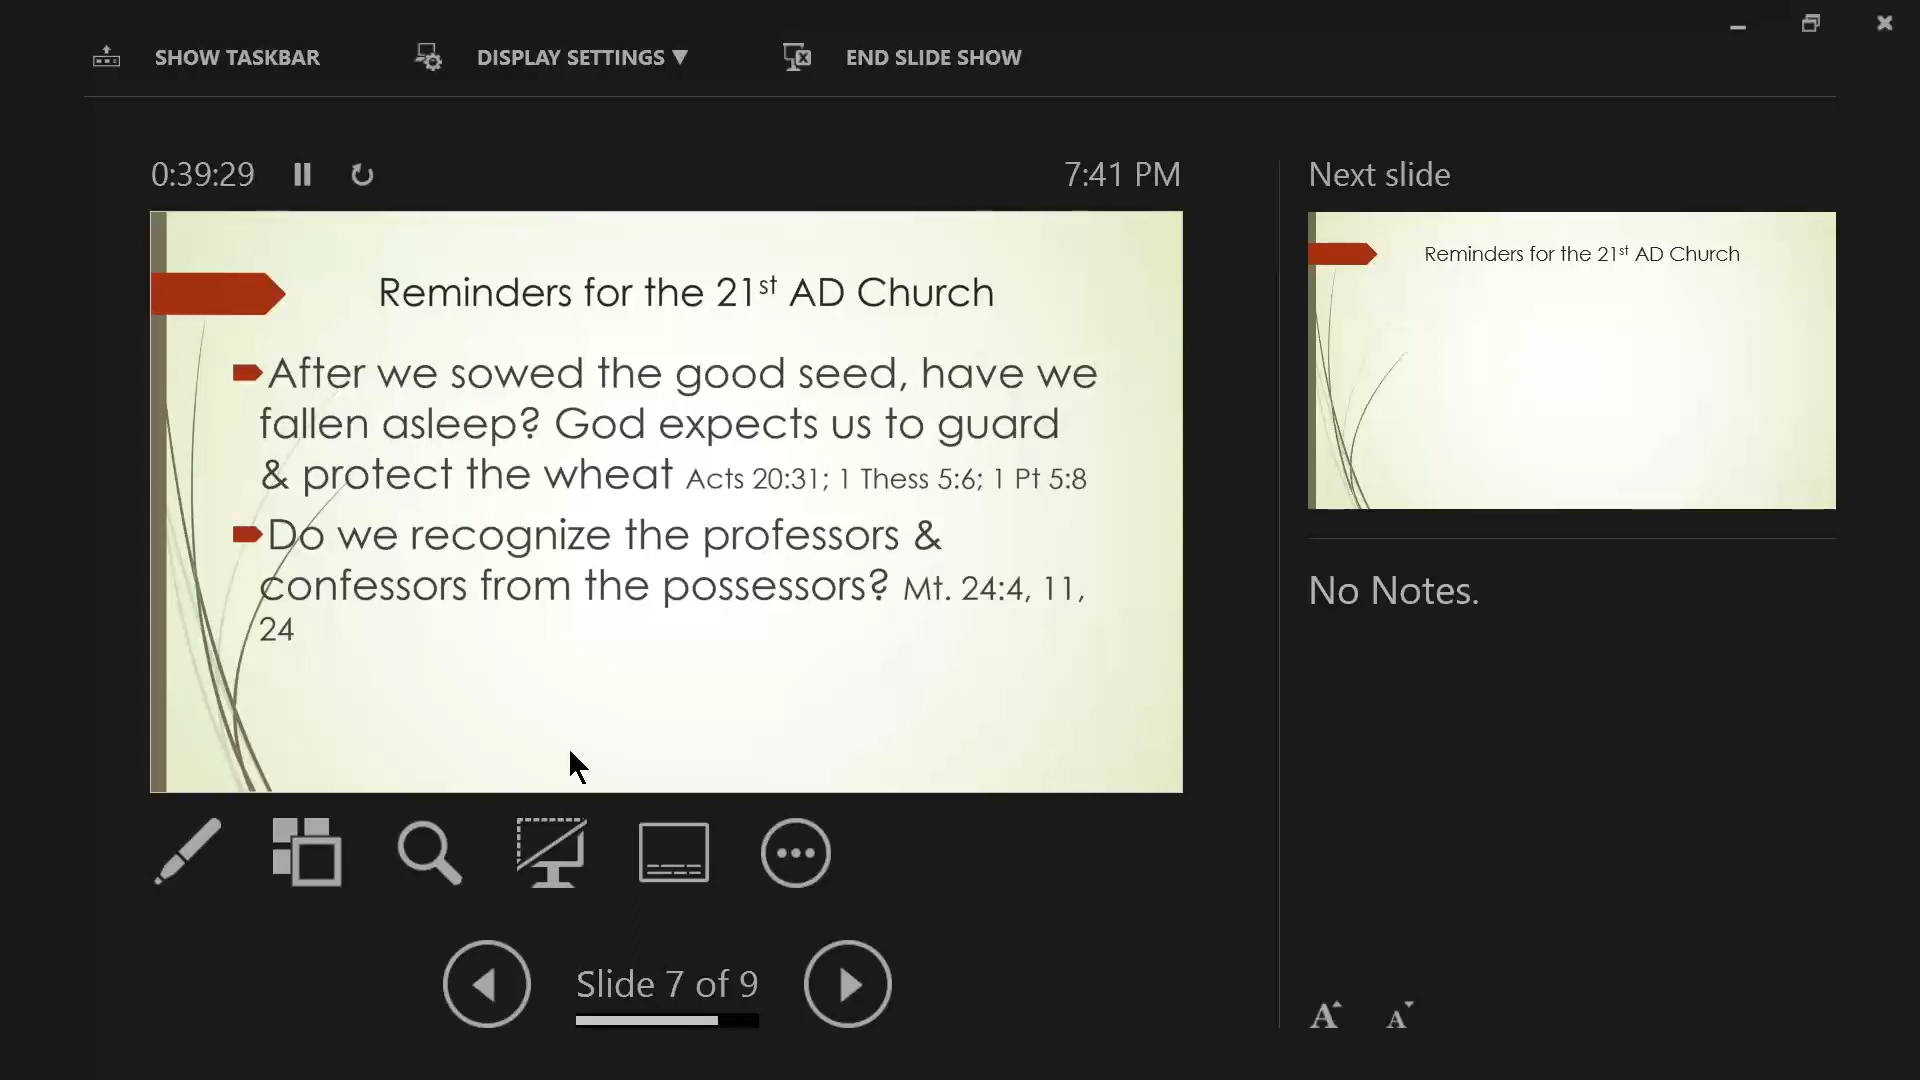 SHOW TASKBAR
DISPLAY SETTINGS ▼
END SLIDE SHOW
0:39:29
7:41 PM
Reminders for the 21st AD Church
After we sowed the good seed, have we
fallen asleep? God expects us to guard
& protect the wheat Acts 20:31; 1 Thess 5:6; 1 Pt 5:8
Do we recognize the professors &
confessors from the possessors? Mt. 24:4, 11,
24
Slide 7 of 9
Next slide
Reminders for the 21st AD Church
No Notes.
A A